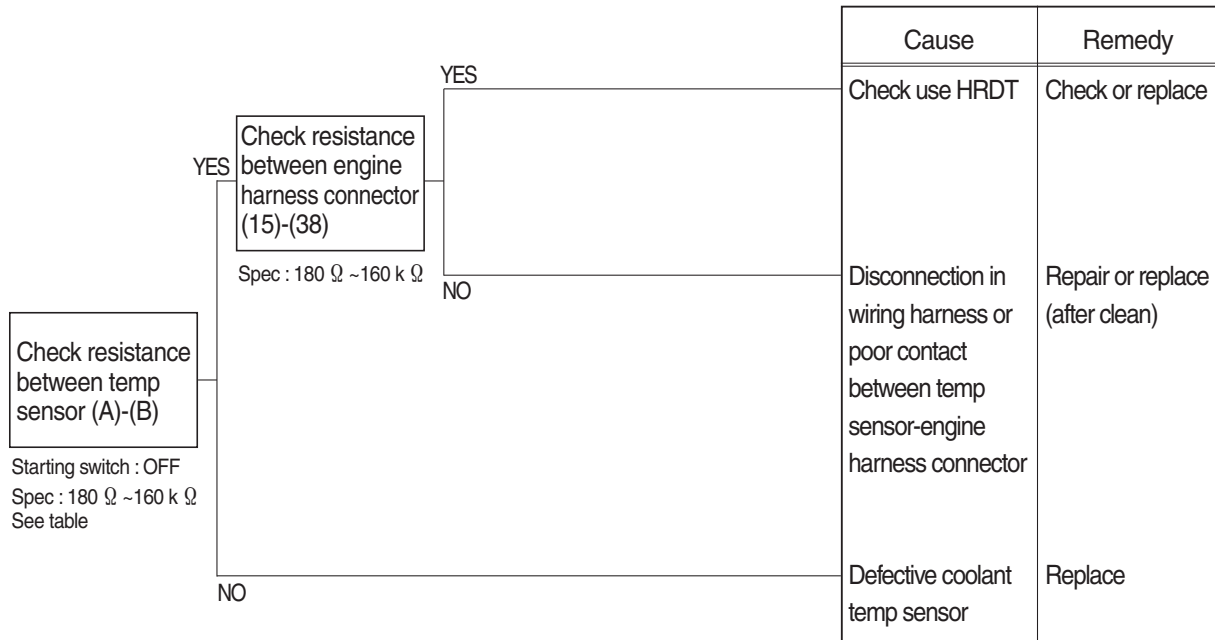 Cause Remedy
YES
Check use HRDT Check or replace
Check resistance
YES between engine
harness connector
(15)-(38)
Spec : 180 Ω ~160 k Ω
NO
Disconnection in Repair or replace
wiring harness or (after clean)
poor contact
between temp
sensor-engine
harness connector
Check resistance
between temp
sensor (A)-(B)
Starting switch : OFF
Spec : 180 Ω ~160 k Ω
See table
NO
Defective coolant Replace
temp sensor